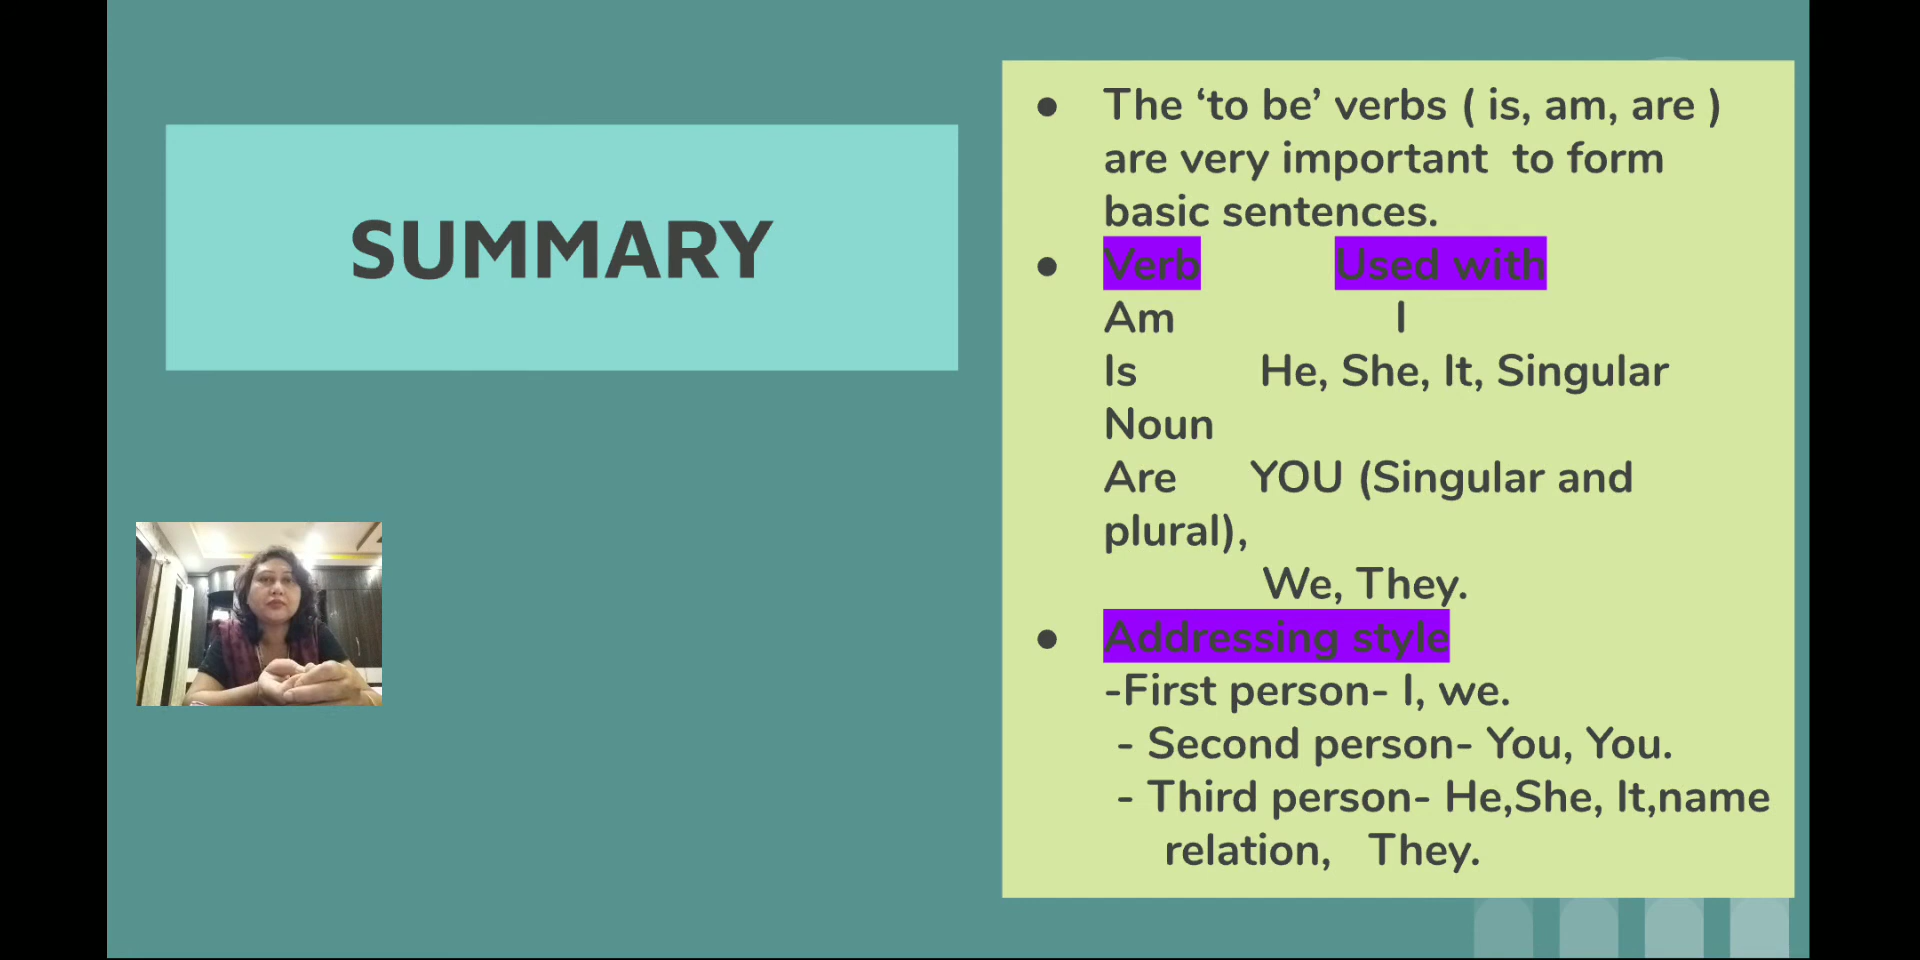 SUMMARY
● The ‘to be’ verbs ( is, am, are )
are very important to form
basic sentences.
● Verb Used with
Am I
Is He, She, It, Singular
Noun
Are YOU (Singular and
plural),
We, They.
● Addressing style
-First person- I, we.
- Second person- You, You.
- Third person- He,She, It,name
relation, They.